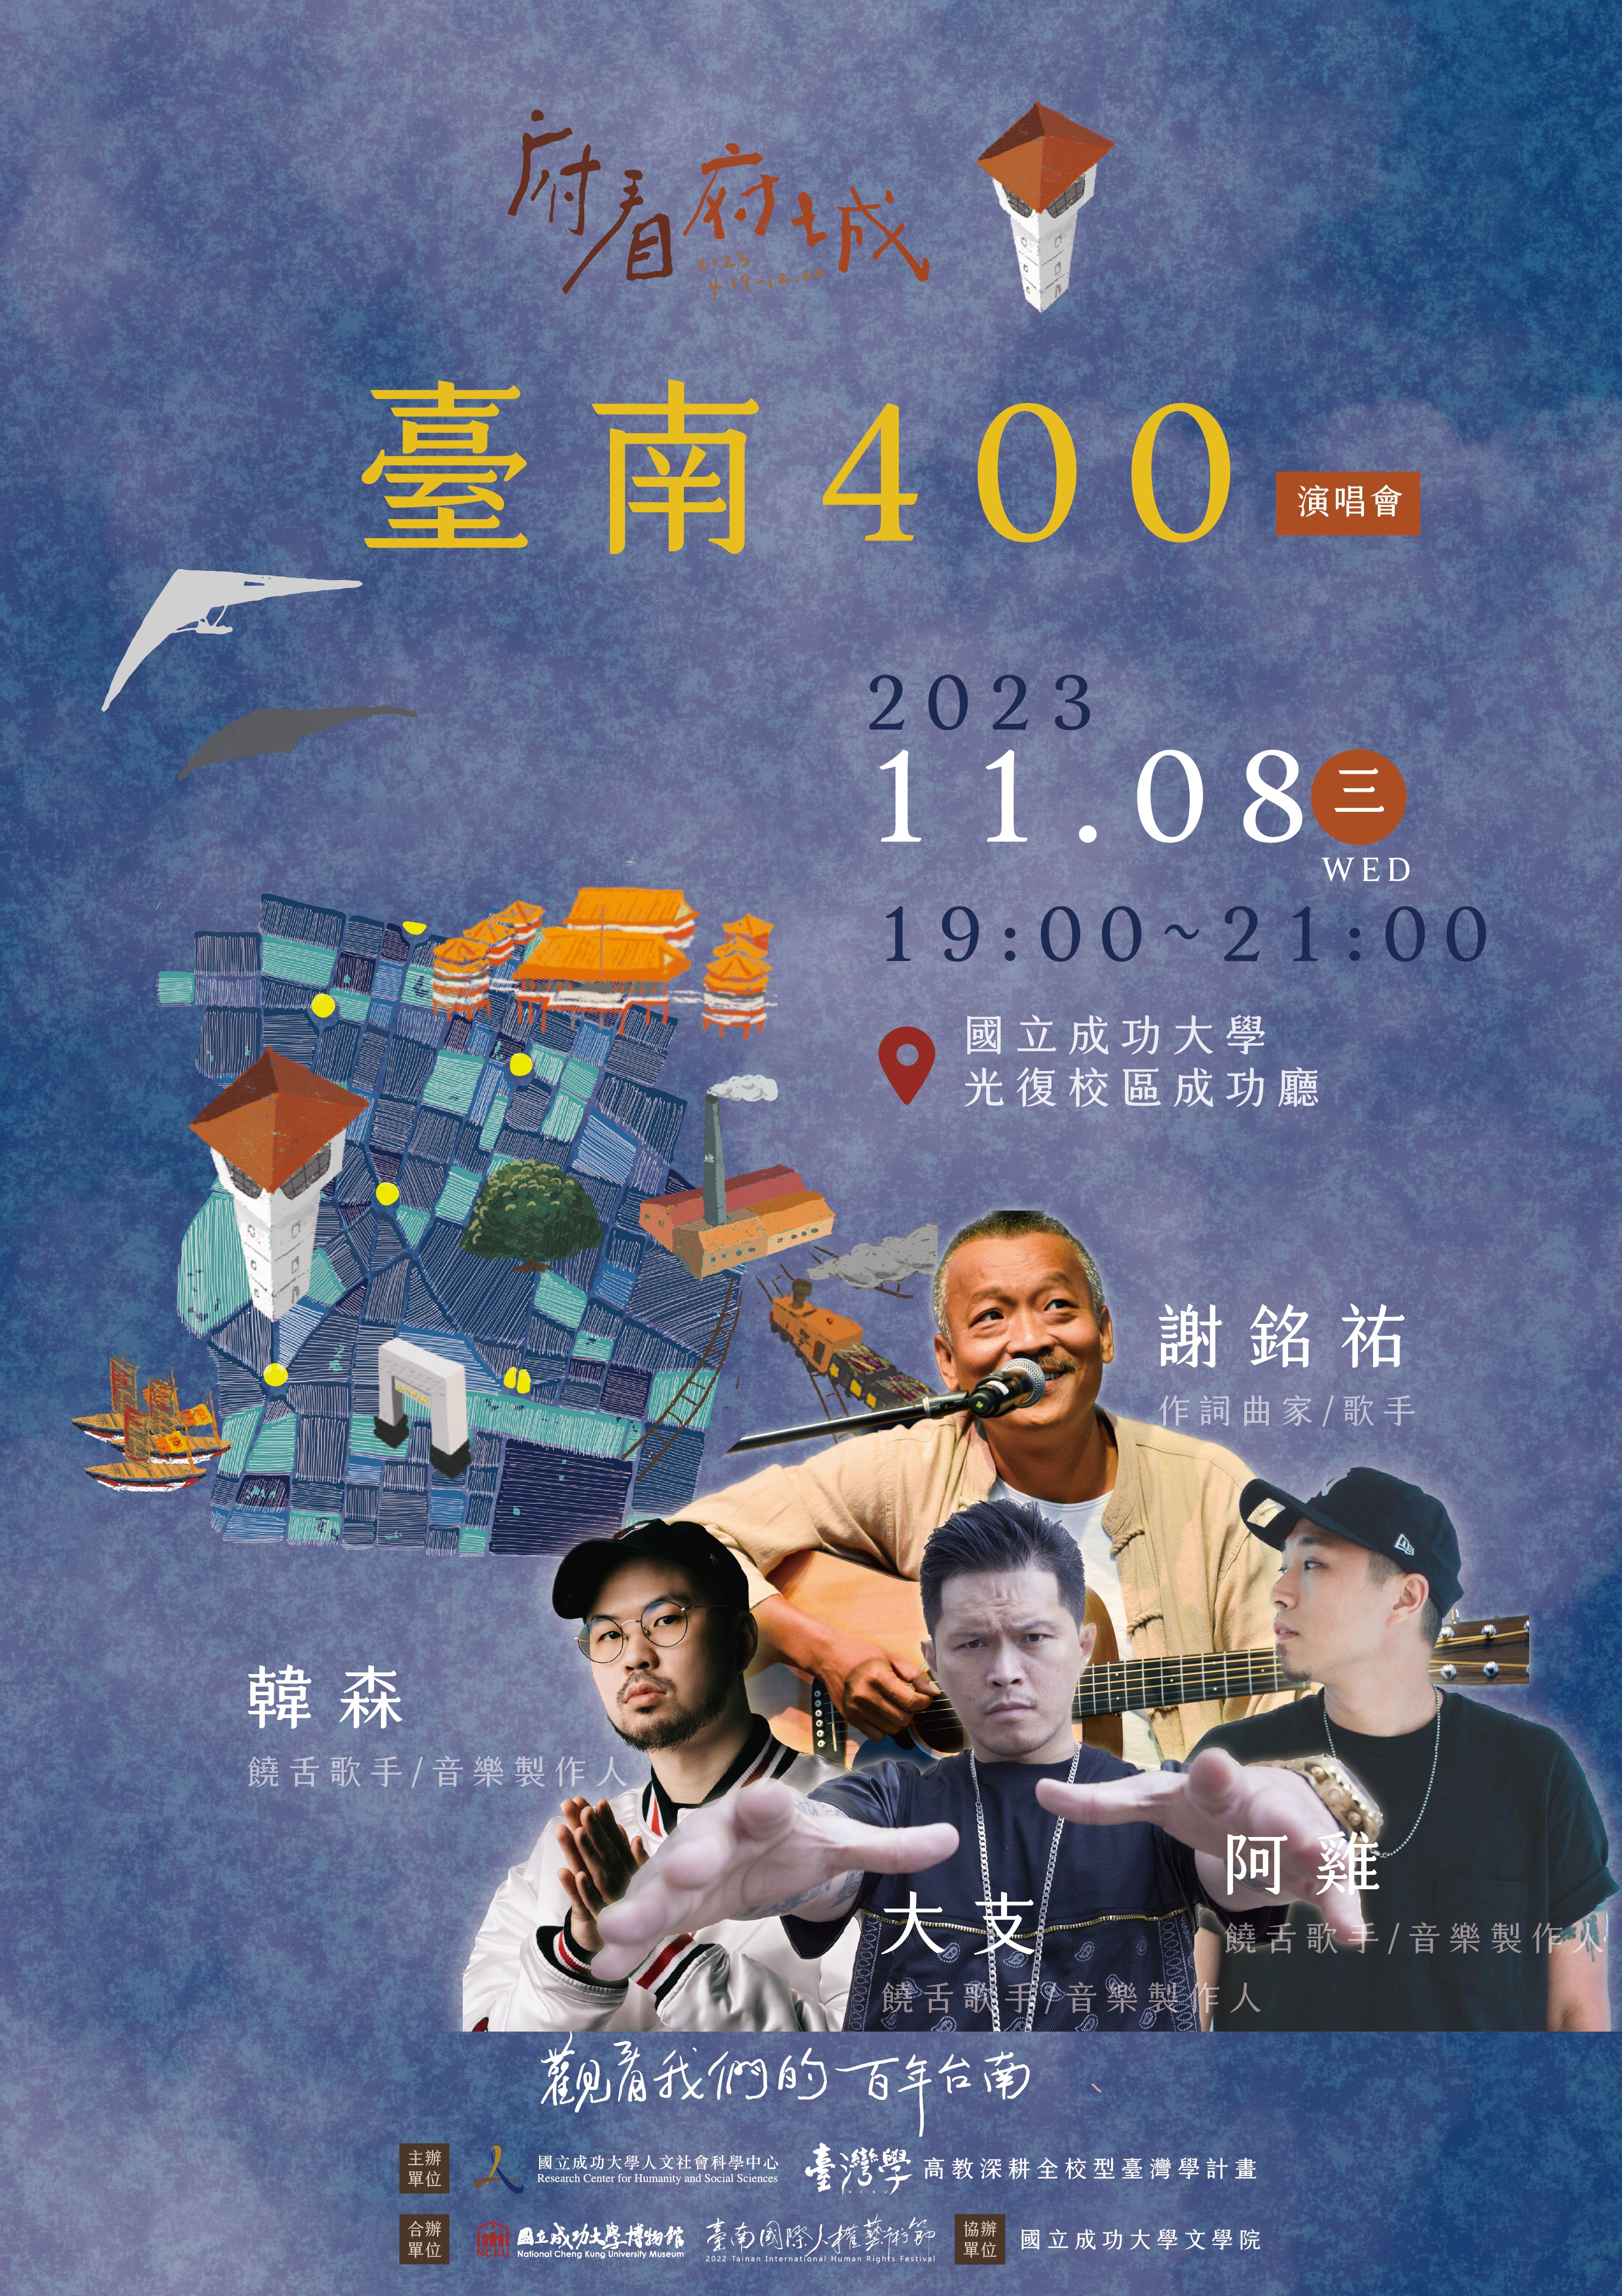 府看府城
2023
4.19-12.20
臺南400
演唱會
2023
11.08
三
WED
19:00~21:00
國立成功大學
光復校區成功廳
謝銘祐
作詞曲家/歌手
韓森
饒舌歌手/音樂製作人
阿雞
饒舌歌手/音樂製作人
大支
饒舌歌手/音樂製作人
觀看我們的百年台南
主辦單位
國立成功大學人文社會科學中心
Research Center for Humanity and Social Sciences
臺灣學
NCKU
高教深耕全校型臺灣學計畫
合辦單位
NCKU
國立成功大學博物館
National Cheng Kung University Museum
臺南國際人權藝術節
2022 Tainan International Human Rights Festival
協辦單位
國立成功大學文學院